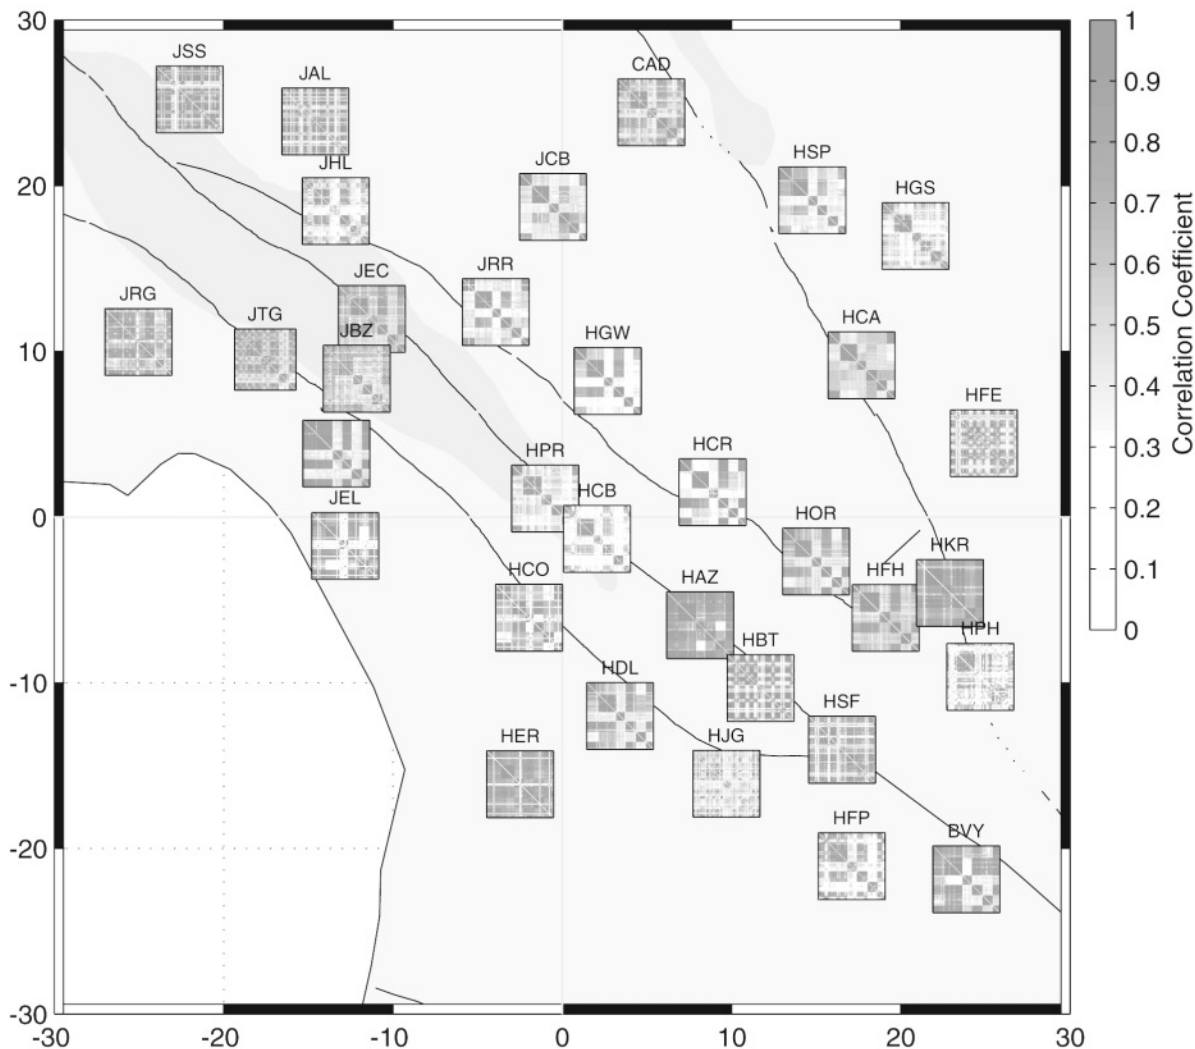 30
20
10
0
-10
-20
-30
-30
-20
-10
0
10
20
30
JSS
JAL
CAD
JHL
JCB
HSP
HGS
JEC
JRR
JRG
JTG
JBZ
HGW
HCA
HFE
HPR
HCR
HCB
JEL
HOR
HKR
HCO
HAZ
HFH
HPH
HBT
HDL
HSF
HER
HJG
HFP
BVY
1
0.9
0.8
0.7
0.6
0.5
0.4
0.3
0.2
0.1
0
Correlation Coefficient